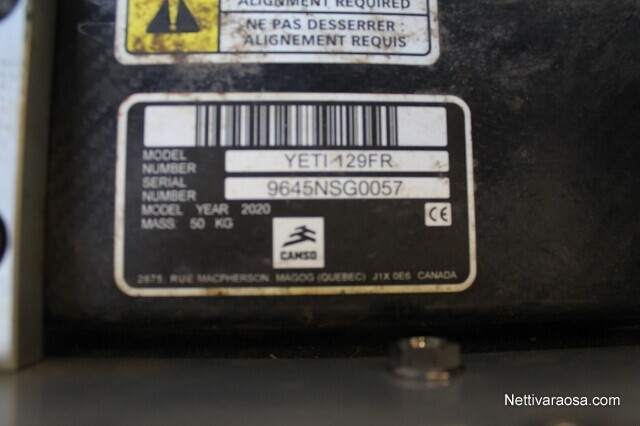 ALIGNMENT REQUIRED
NE PAS DESSERRER :
ALIGNEMENT REQUIS
MODEL NUMBER YETI 129FR
SERIAL NUMBER 9645NSG0057
MODEL YEAR 2020
MASS: 50 KG
CE
CAMSO
2675, RUE MACPHERSON MAGOG (QUEBEC) J1X 0E6 CANADA
Nettivaraosa.com